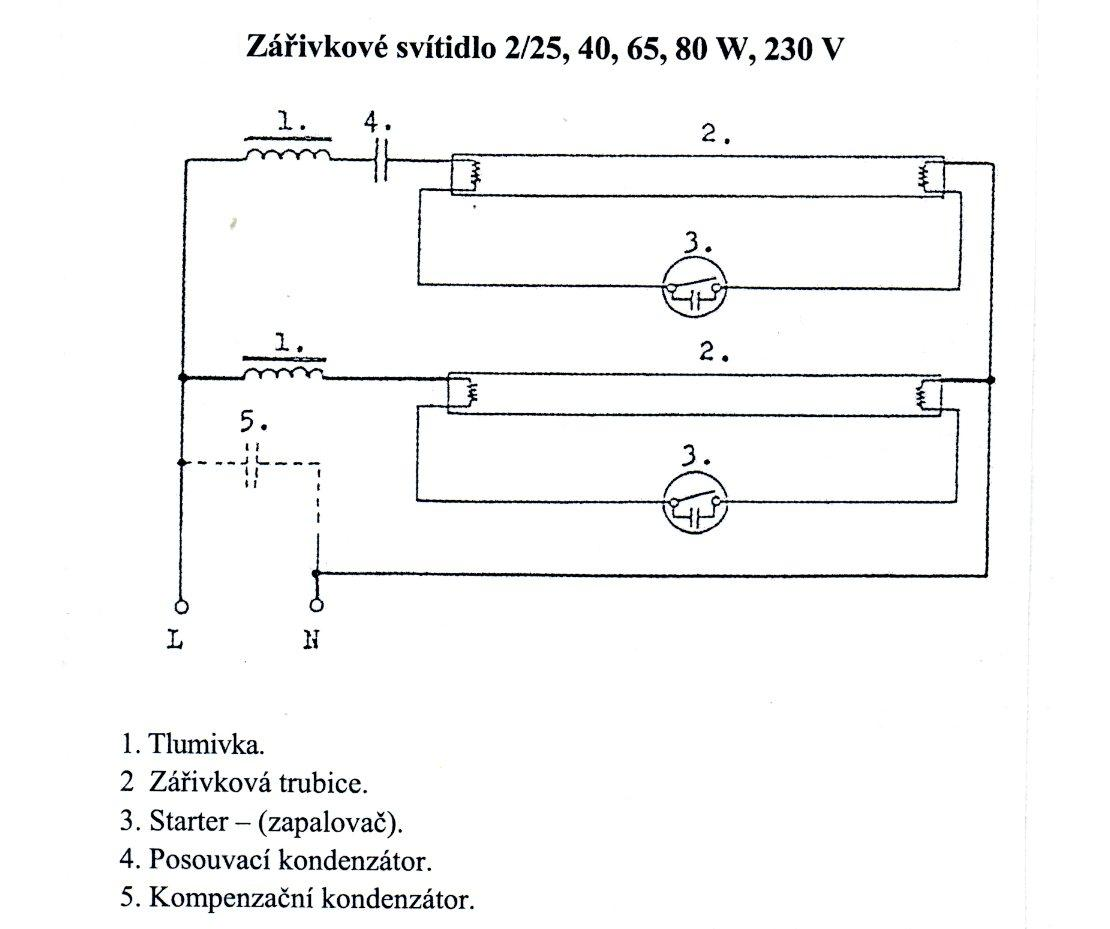 Zářivkové svítidlo 2/25, 40, 65, 80 W, 230 V
1. 4. 2.
3.
1. 2.
5. 3.
L N
1. Tlumivka.
2 Zářivková trubice.
3. Starter – (zapalovač).
4. Posouvací kondenzátor.
5. Kompenzační kondenzátor.